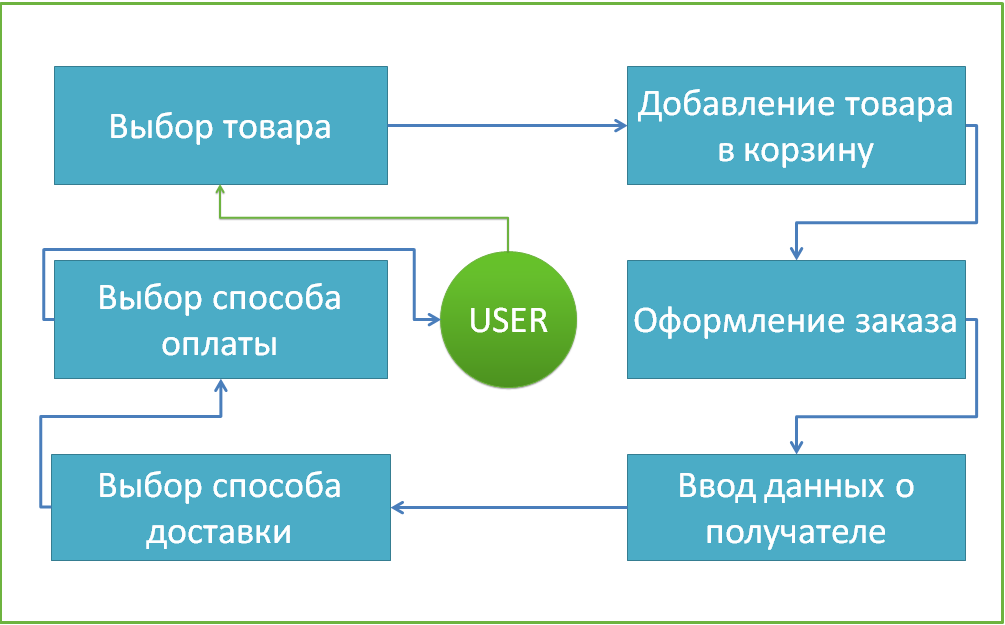 Выбор товара
Добавление товара
в корзину
Выбор способа
оплаты
USER
Оформление заказа
Выбор способа
доставки
Ввод данных о
получателе